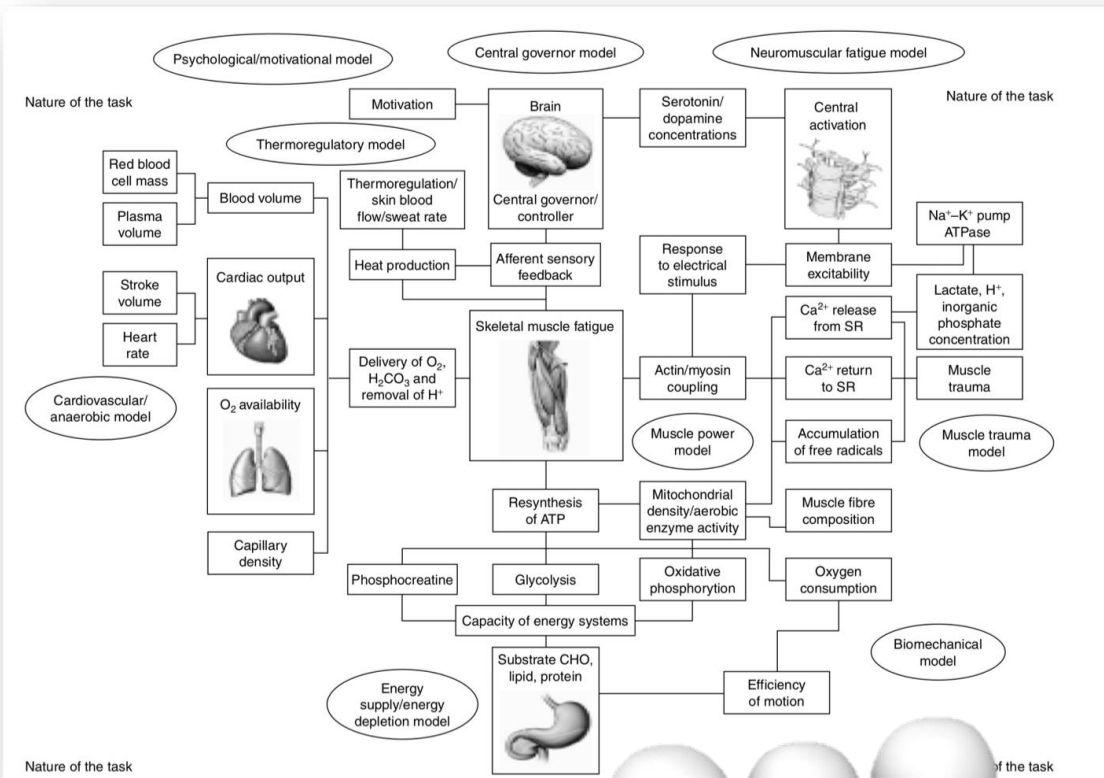 Psychological/motivational model
Central governor model
Neuromuscular fatigue model
Nature of the task
Nature of the task
Motivation
Brain
Central governor/
controller
Serotonin/
dopamine
concentrations
Central
activation
Thermoregulatory model
Red blood
cell mass
Plasma
volume
Blood volume
Thermoregulation/
skin blood
flow/sweat rate
Heat production
Afferent sensory
feedback
Response
to electrical
stimulus
Membrane
excitability
Na⁺–K⁺ pump
ATPase
Stroke
volume
Heart
rate
Cardiac output
Skeletal muscle fatigue
Ca²⁺ release
from SR
Lactate, H⁺,
inorganic
phosphate
concentration
Delivery of O₂,
H₂CO₃ and
removal of H⁺
Actin/myosin
coupling
Ca²⁺ return
to SR
Muscle
trauma
Cardiovascular/
anaerobic model
O₂ availability
Muscle power
model
Accumulation
of free radicals
Muscle trauma
model
Resynthesis
of ATP
Mitochondrial
density/aerobic
enzyme activity
Muscle fibre
composition
Capillary
density
Phosphocreatine
Glycolysis
Oxidative
phosphorytion
Oxygen
consumption
Capacity of energy systems
Substrate CHO,
lipid, protein
Biomechanical
model
Energy
supply/energy
depletion model
Efficiency
of motion
Nature of the task
of the task